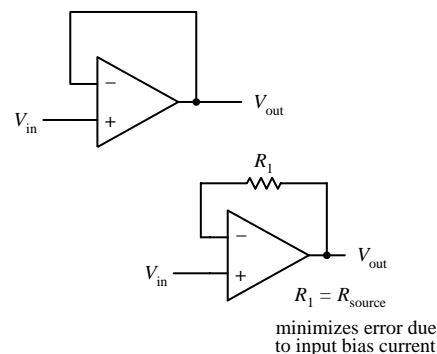 −
V_in
+
V_out
R_1
−
V_in
+
V_out
R_1 = R_source
minimizes error due
to input bias current